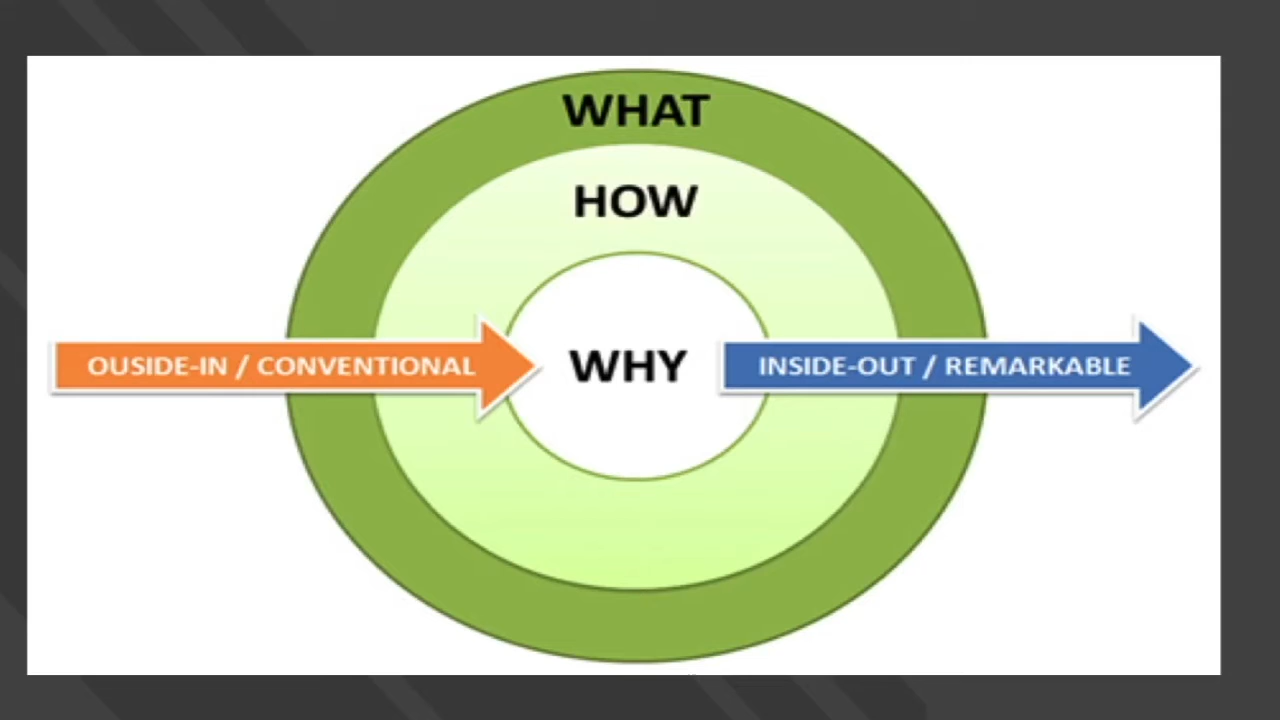 WHAT
HOW
OUSIDE-IN / CONVENTIONAL
WHY
INSIDE-OUT / REMARKABLE